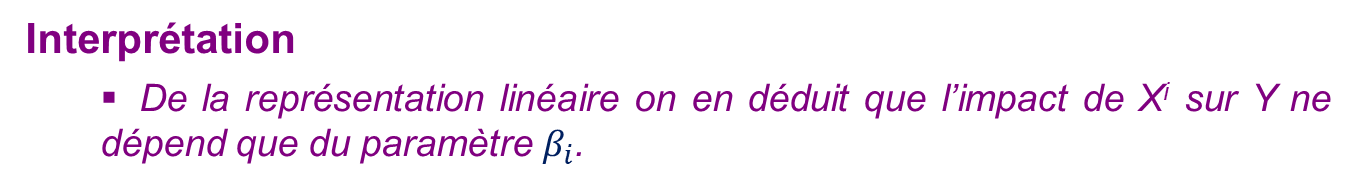 Interprétation
▪ De la représentation linéaire on en déduit que l’impact de Xⁱ sur Y ne
dépend que du paramètre βᵢ.